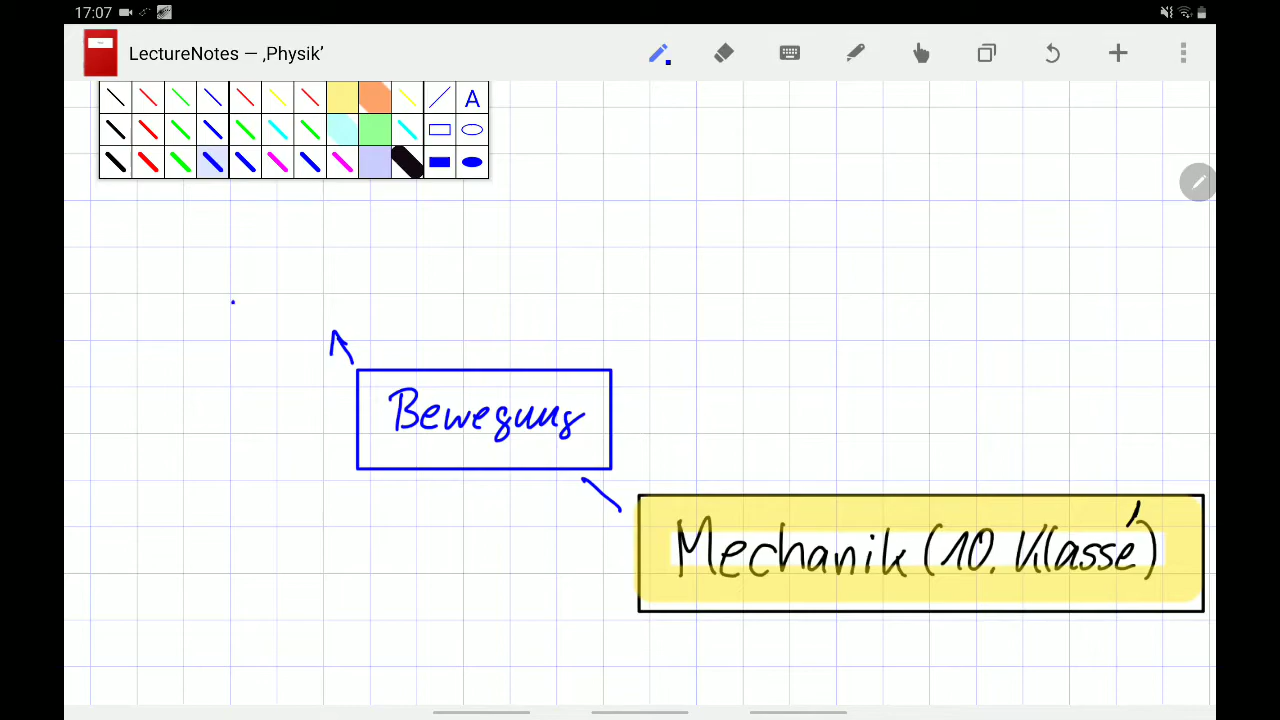 17:07
LectureNotes — ‚Physik‘
A
Bewegung
Mechanik (10. Klasse)